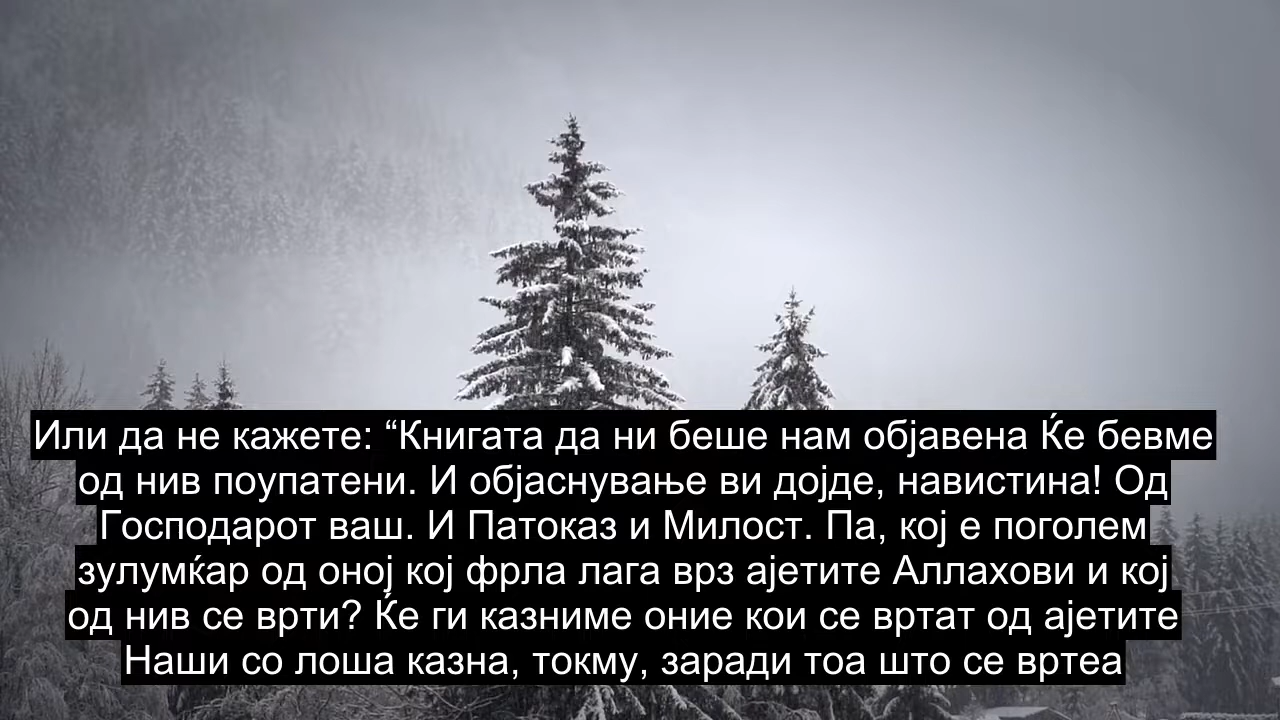 Или да не кажете: “Книгата да ни беше нам објавена Ќе бевме
од нив поупатени. И објаснување ви дојде, навистина! Од
Господарот ваш. И Патоказ и Милост. Па, кој е поголем
зулумќар од оној кој фрла лага врз ајетите Аллахови и кој
од нив се врти? Ќе ги казниме оние кои се вртат од ајетите
Наши со лоша казна, токму, заради тоа што се вртеа